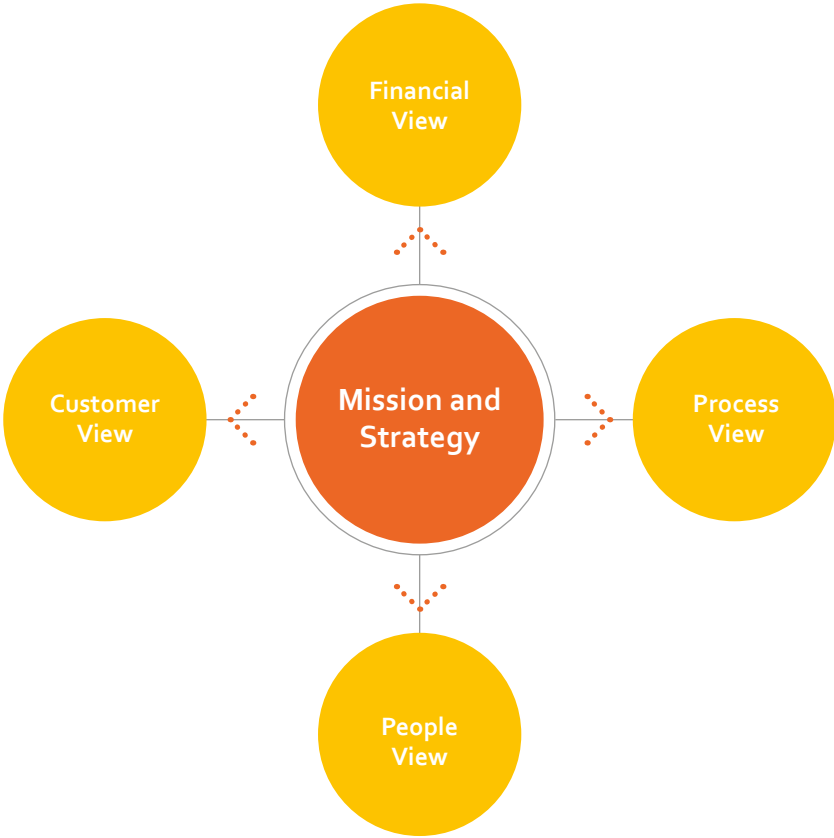 Financial
View
Customer
View
Mission and
Strategy
Process
View
People
View